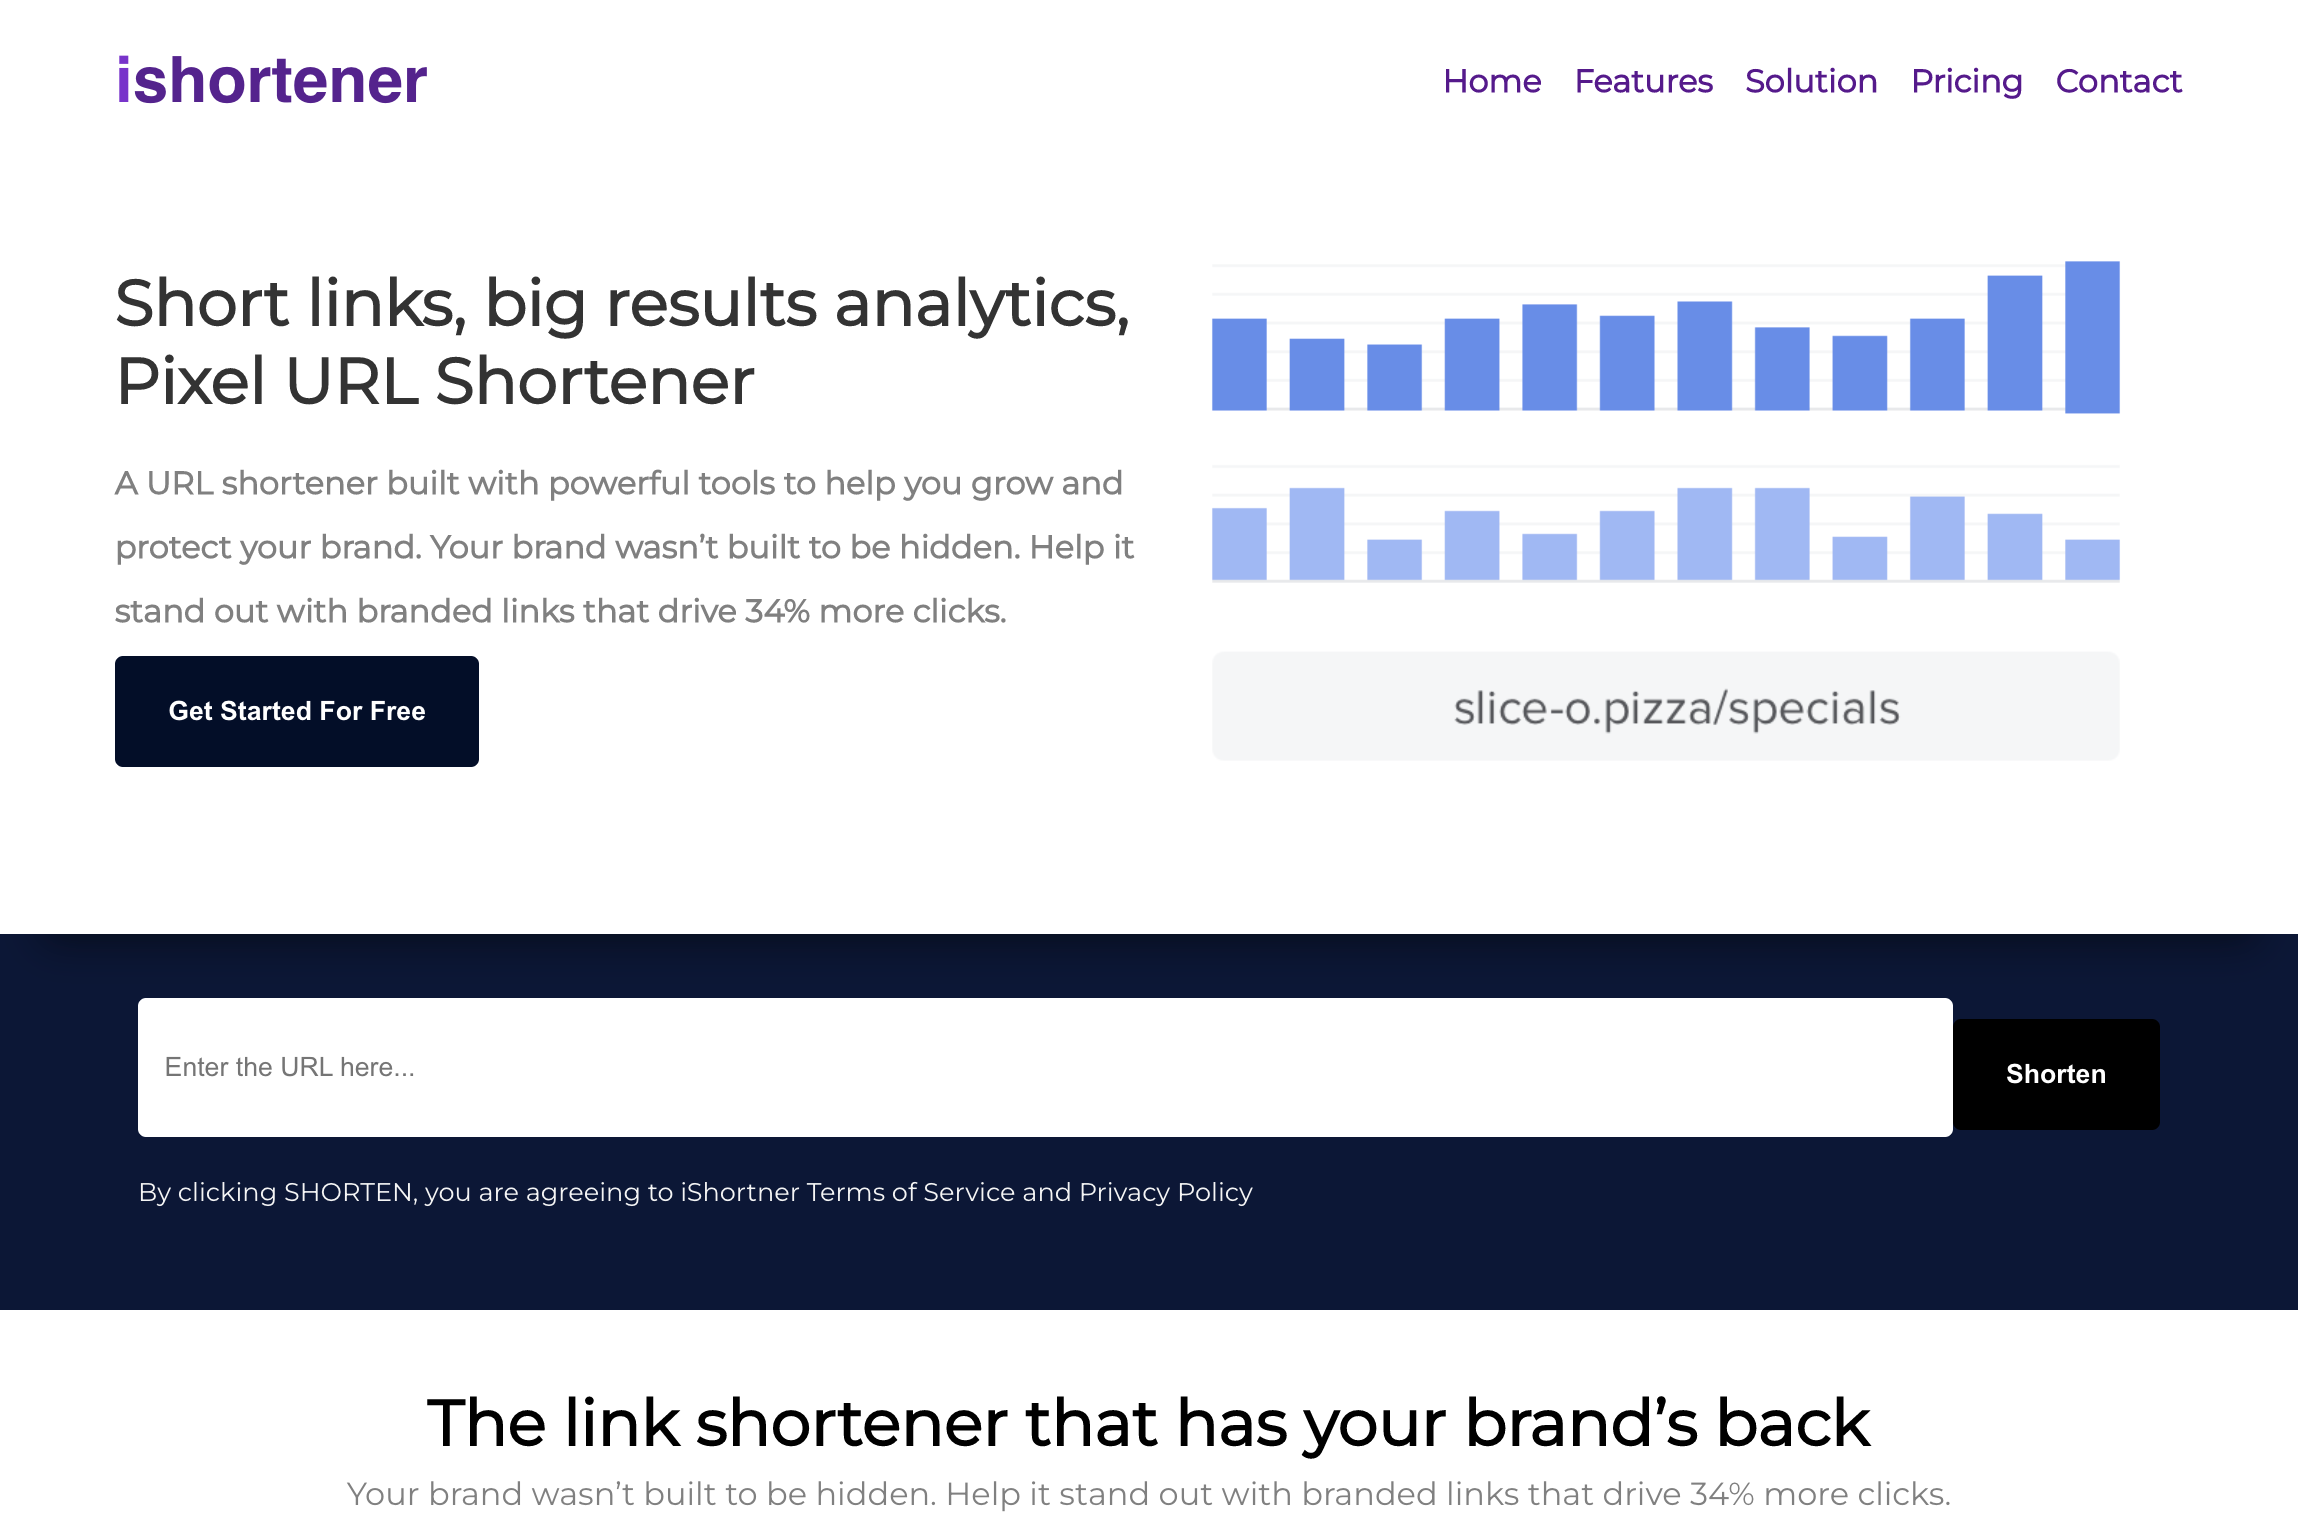 ishortener
Home Features Solution Pricing Contact
Short links, big results analytics,
Pixel URL Shortener
A URL shortener built with powerful tools to help you grow and
protect your brand. Your brand wasn’t built to be hidden. Help it
stand out with branded links that drive 34% more clicks.
Get Started For Free
slice-o.pizza/specials
Enter the URL here...
Shorten
By clicking SHORTEN, you are agreeing to iShortner Terms of Service and Privacy Policy
The link shortener that has your brand’s back
Your brand wasn’t built to be hidden. Help it stand out with branded links that drive 34% more clicks.